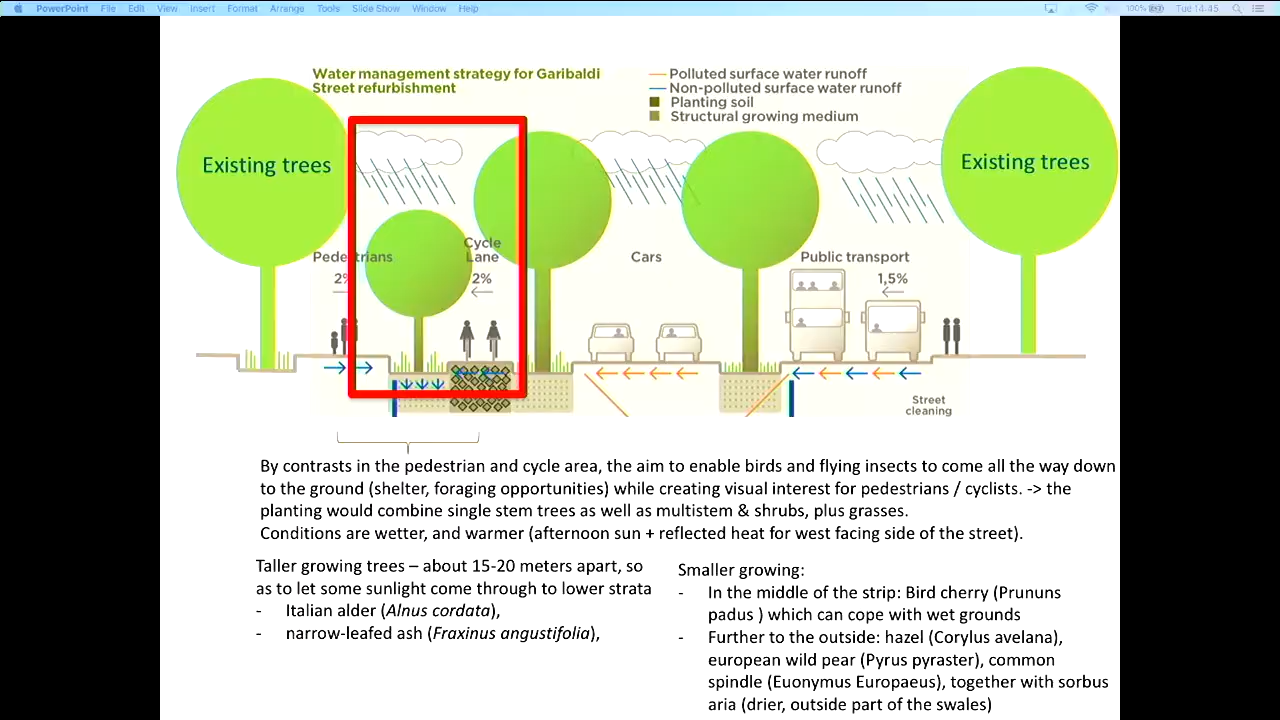 PowerPoint File Edit View Insert Format Arrange Tools Slide Show Window Help 100% Tue 14:45
Water management strategy for Garibaldi
Street refurbishment
Polluted surface water runoff
Non-polluted surface water runoff
Planting soil
Structural growing medium
Existing trees
Existing trees
Pedestrians
2%
Cycle
Lane
2%
Cars
Public transport
1,5%
Street
cleaning
By contrasts in the pedestrian and cycle area, the aim to enable birds and flying insects to come all the way down
to the ground (shelter, foraging opportunities) while creating visual interest for pedestrians / cyclists. -> the
planting would combine single stem trees as well as multistem & shrubs, plus grasses.
Conditions are wetter, and warmer (afternoon sun + reflected heat for west facing side of the street).
Taller growing trees – about 15-20 meters apart, so
as to let some sunlight come through to lower strata
- Italian alder (Alnus cordata),
- narrow-leafed ash (Fraxinus angustifolia),
Smaller growing:
- In the middle of the strip: Bird cherry (Prununs
padus ) which can cope with wet grounds
- Further to the outside: hazel (Corylus avelana),
european wild pear (Pyrus pyraster), common
spindle (Euonymus Europaeus), together with sorbus
aria (drier, outside part of the swales)